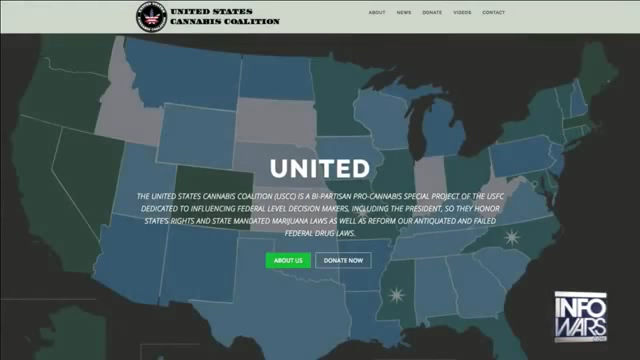 UNITED STATES
CANNABIS COALITION
ABOUT NEWS DONATE VIDEOS CONTACT
UNITED
THE UNITED STATES CANNABIS COALITION (USCC) IS A BI-PARTISAN PRO-CANNABIS SPECIAL PROJECT OF THE USFC
DEDICATED TO INFLUENCING FEDERAL LEVEL DECISION MAKERS, INCLUDING THE PRESIDENT, SO THEY HONOR
STATE'S RIGHTS AND STATE MANDATED MARIJUANA LAWS AS WELL AS REFORM OUR ANTIQUATED AND FAILED
FEDERAL DRUG LAWS.
ABOUT US DONATE NOW
INFO
WARS
.com